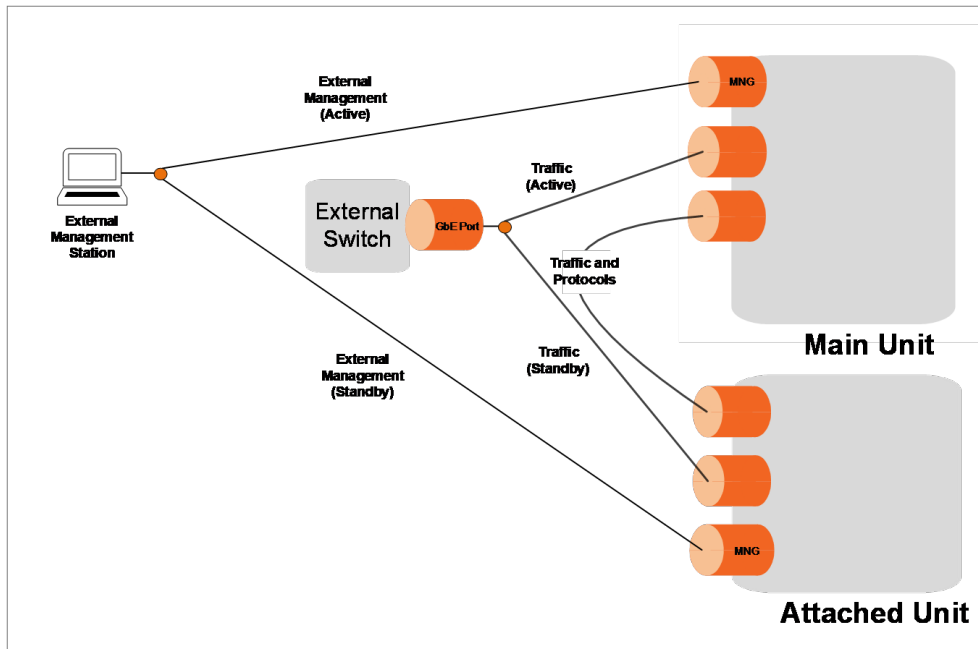 External
Management
(Active)
MNG
Traffic
(Active)
External
Switch
GbE Port
External
Management
Station
Traffic and
Protocols
Main Unit
External
Management
(Standby)
Traffic
(Standby)
MNG
Attached Unit